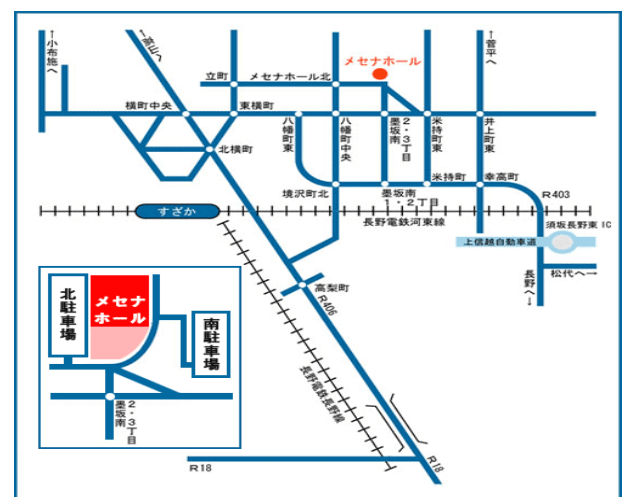 ←小布施へ
高山へ
←菅平へ
メセナホール
立町
メセナホール北
横町中央
東横町
八幡町東
八幡町中央
墨坂南
2・3丁目
米持町東
井上町東
北横町
境沢町北
墨坂南
1・2丁目
米持町
幸高町
R403
すざか
長野電鉄河東線
須坂長野東IC
上信越自動車道
松代へ→
長野へ→
高梨町
R406
長野電鉄長野線
R18
R18
北駐車場
メセナ
ホール
南駐車場
墨坂南
2・3丁目